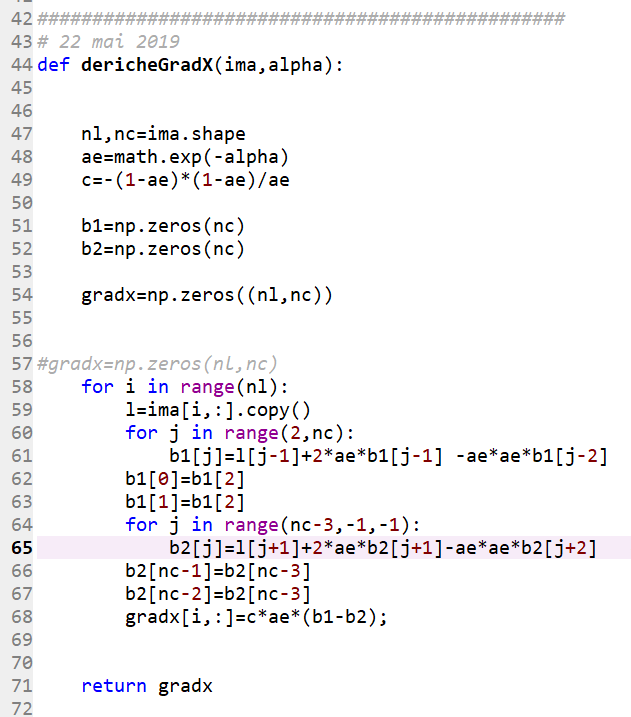 42 ################################################
43 # 22 mai 2019
44 def dericheGradX(ima,alpha):
45
46
47     nl,nc=ima.shape
48     ae=math.exp(-alpha)
49     c=-(1-ae)*(1-ae)/ae
50
51     b1=np.zeros(nc)
52     b2=np.zeros(nc)
53
54     gradx=np.zeros((nl,nc))
55
56
57 #gradx=np.zeros(nl,nc)
58     for i in range(nl):
59         l=ima[i,:].copy()
60         for j in range(2,nc):
61             b1[j]=l[j-1]+2*ae*b1[j-1] -ae*ae*b1[j-2]
62         b1[0]=b1[2]
63         b1[1]=b1[2]
64         for j in range(nc-3,-1,-1):
65             b2[j]=l[j+1]+2*ae*b2[j+1]-ae*ae*b2[j+2]
66         b2[nc-1]=b2[nc-3]
67         b2[nc-2]=b2[nc-3]
68         gradx[i,:]=c*ae*(b1-b2);
69
70
71     return gradx
72